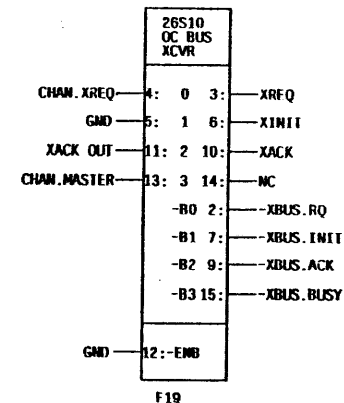 26S10
OC BUS
XCVR
CHAN.XREQ 4: 0 3: XREQ
GND 5: 1 6: XINIT
XACK OUT 11: 2 10: XACK
CHAN.MASTER 13: 3 14: NC
-B0 2: -XBUS.RQ
-B1 7: -XBUS.INIT
-B2 9: -XBUS.ACK
-B3 15: -XBUS.BUSY
GND 12:-ENB
F19